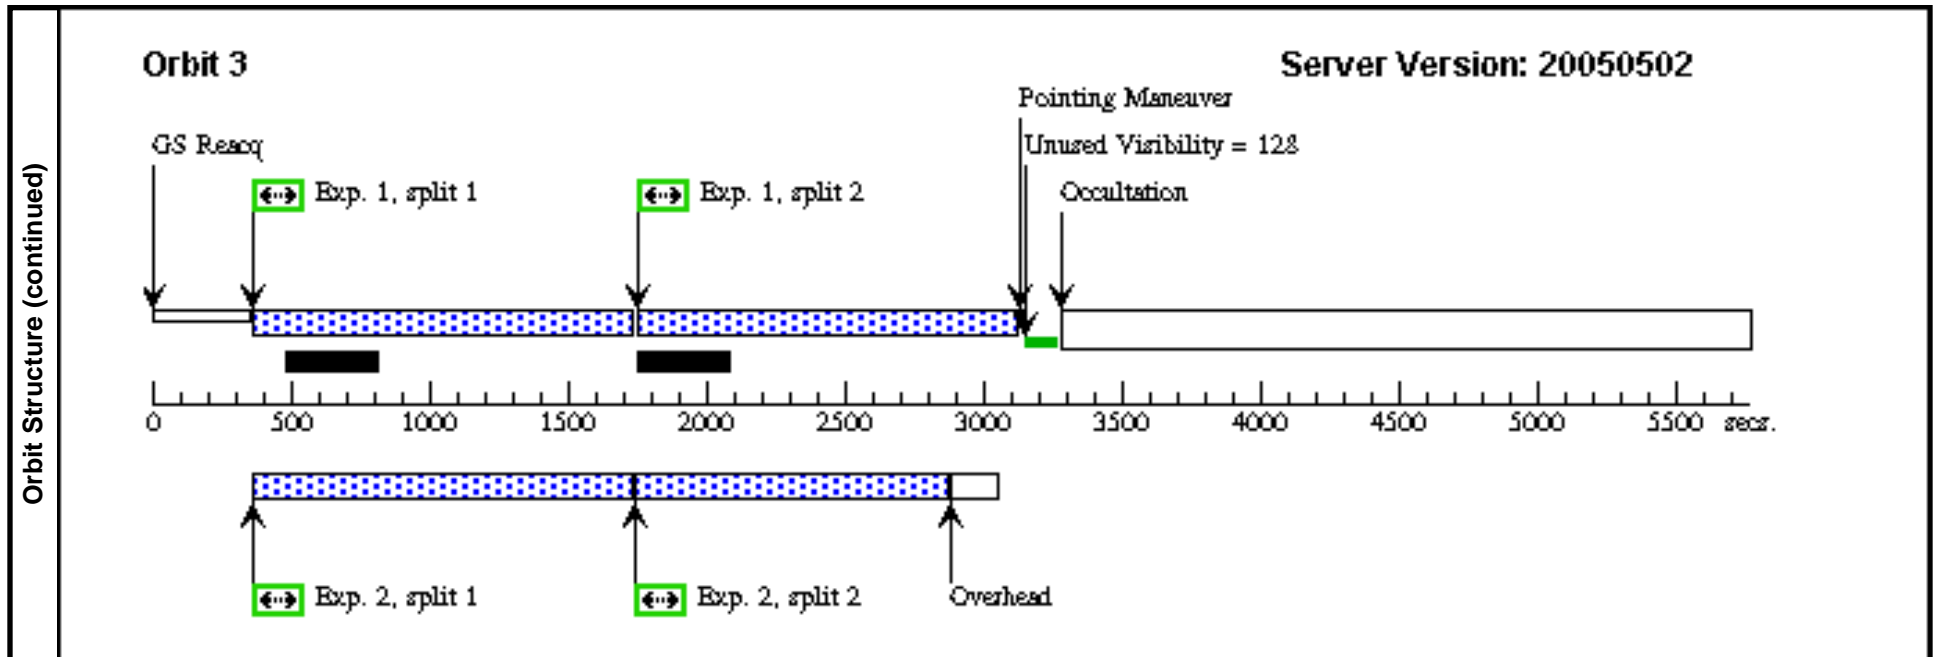 Orbit Structure (continued)
Orbit 3
Server Version: 20050502
Pointing Maneuver
GS Reacq
Unused Visibility = 128
Exp. 1, split 1
Exp. 1, split 2
Occultation
0 500 1000 1500 2000 2500 3000 3500 4000 4500 5000 5500 secs.
Exp. 2, split 1
Exp. 2, split 2
Overhead